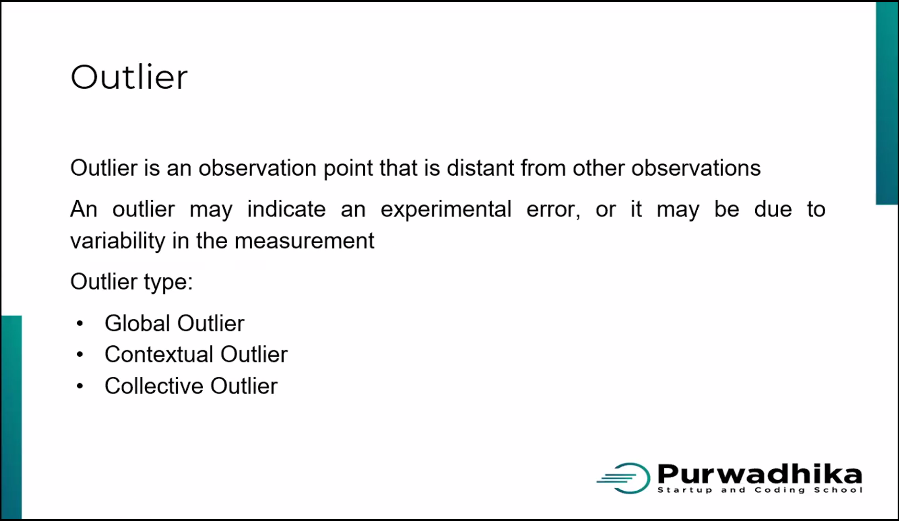 Outlier
Outlier is an observation point that is distant from other observations
An outlier may indicate an experimental error, or it may be due to
variability in the measurement
Outlier type:
• Global Outlier
• Contextual Outlier
• Collective Outlier
Purwadhika
Startup and Coding School